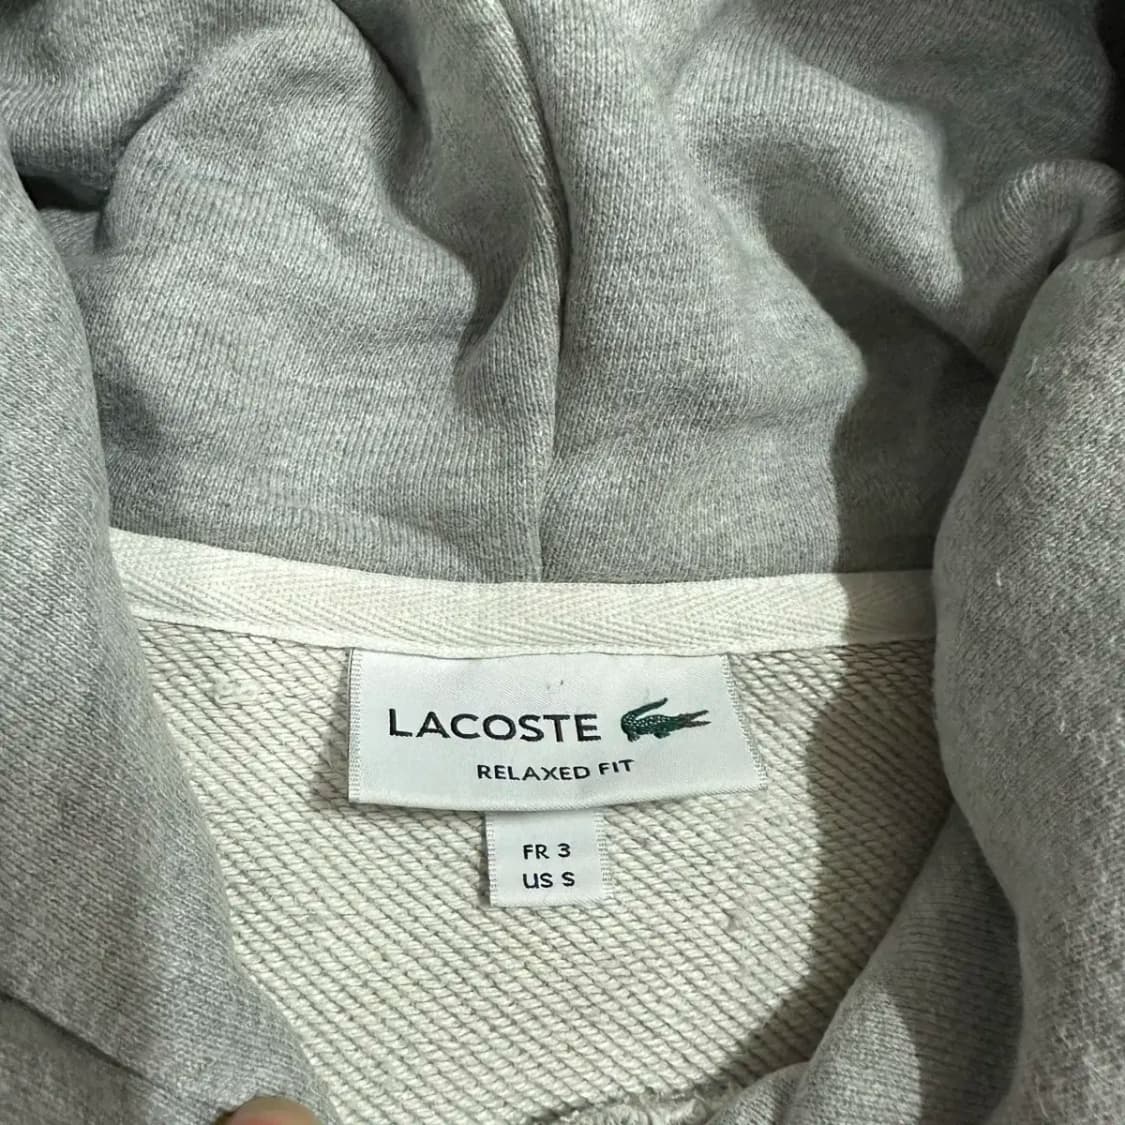 LACOSTE
RELAXED FIT
FR 3
US S